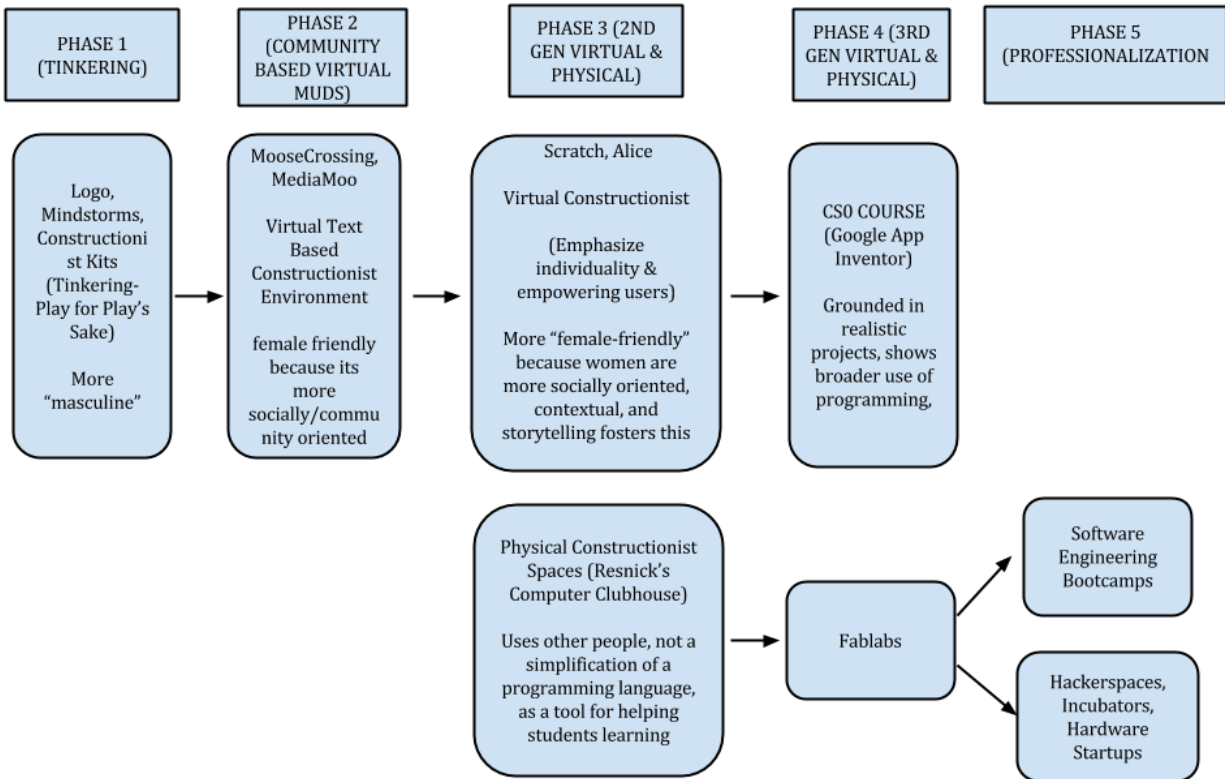 PHASE 1
(TINKERING)
PHASE 2
(COMMUNITY
BASED VIRTUAL
MUDS)
PHASE 3 (2ND
GEN VIRTUAL &
PHYSICAL)
PHASE 4 (3RD
GEN VIRTUAL &
PHYSICAL)
PHASE 5
(PROFESSIONALIZATION
Logo,
Mindstorms,
Constructioni
st Kits
(Tinkering-
Play for Play's
Sake)
More
“masculine”
MooseCrossing,
MediaMoo
Virtual Text
Based
Constructionist
Environment
female friendly
because its
more
socially/commu
nity oriented
Scratch, Alice
Virtual Constructionist
(Emphasize
individuality &
empowering users)
More “female-friendly”
because women are
more socially oriented,
contextual, and
storytelling fosters this
CS0 COURSE
(Google App
Inventor)
Grounded in
realistic
projects, shows
broader use of
programming,
Physical Constructionist
Spaces (Resnick's
Computer Clubhouse)
Uses other people, not a
simplification of a
programming language,
as a tool for helping
students learning
Fablabs
Software
Engineering
Bootcamps
Hackerspaces,
Incubators,
Hardware
Startups